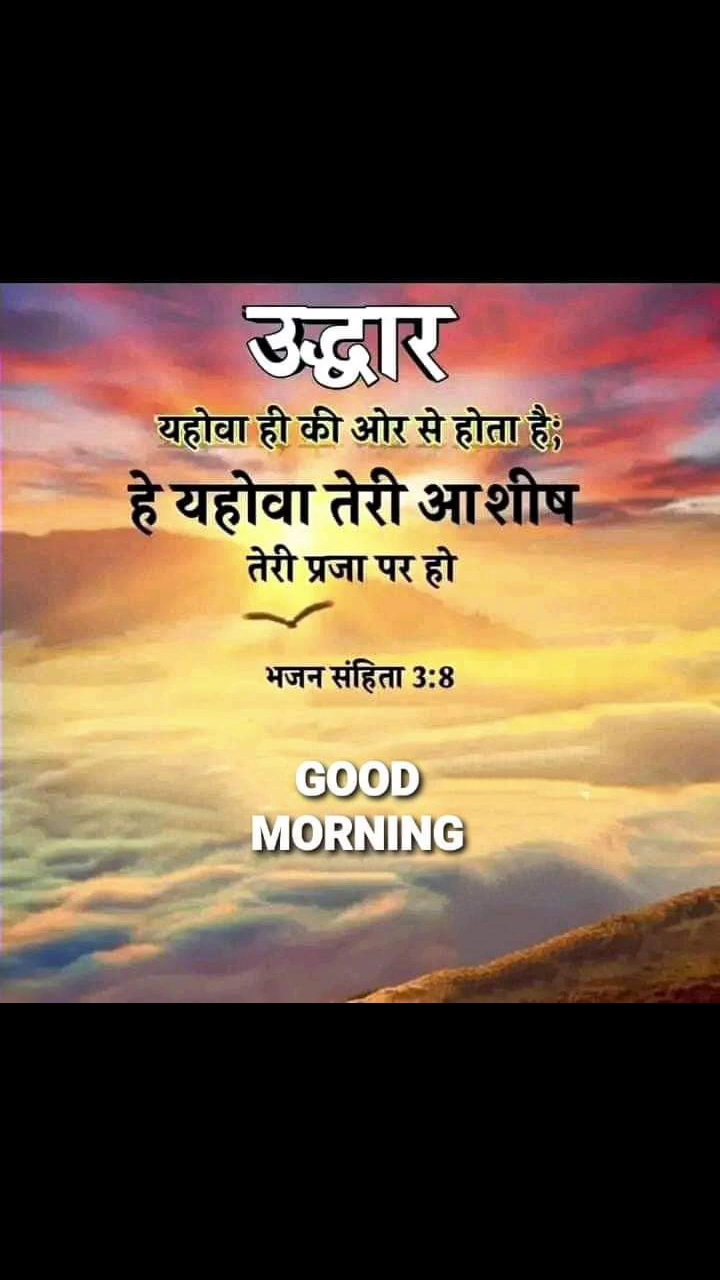 उद्धार
यहोवा ही की ओर से होता है;
हे यहोवा तेरी आशीष
तेरी प्रजा पर हो
भजन संहिता 3:8
GOOD
MORNING